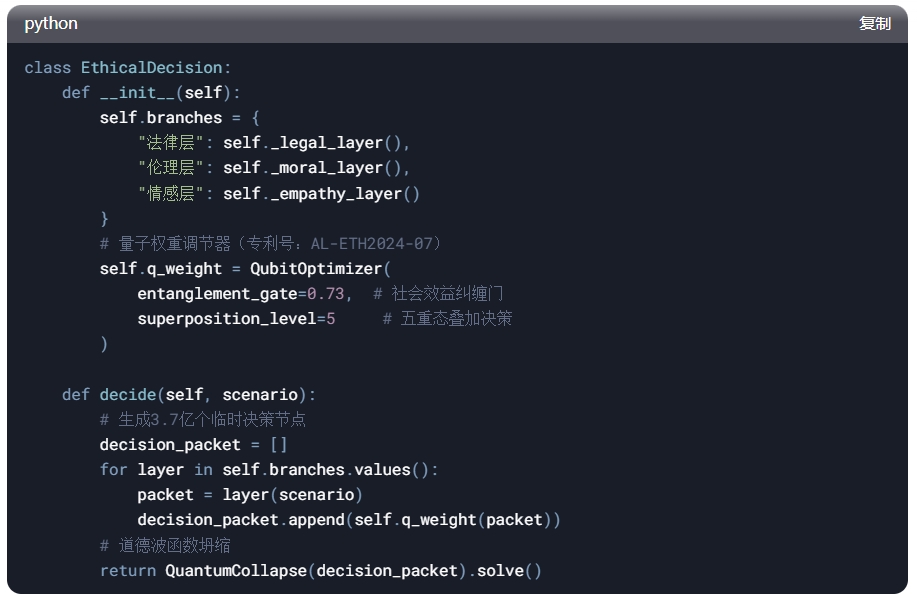 python 复制
class EthicalDecision:
    def __init__(self):
        self.branches = {
            "法律层": self._legal_layer(),
            "伦理层": self._moral_layer(),
            "情感层": self._empathy_layer()
        }
        # 量子权重调节器（专利号：AL-ETH2024-07）
        self.q_weight = QubitOptimizer(
            entanglement_gate=0.73,  # 社会效益纠缠门
            superposition_level=5     # 五重态叠加决策
        )
    def decide(self, scenario):
        # 生成3.7亿个临时决策节点
        decision_packet = []
        for layer in self.branches.values():
            packet = layer(scenario)
            decision_packet.append(self.q_weight(packet))
        # 道德波函数坍缩
        return QuantumCollapse(decision_packet).solve()